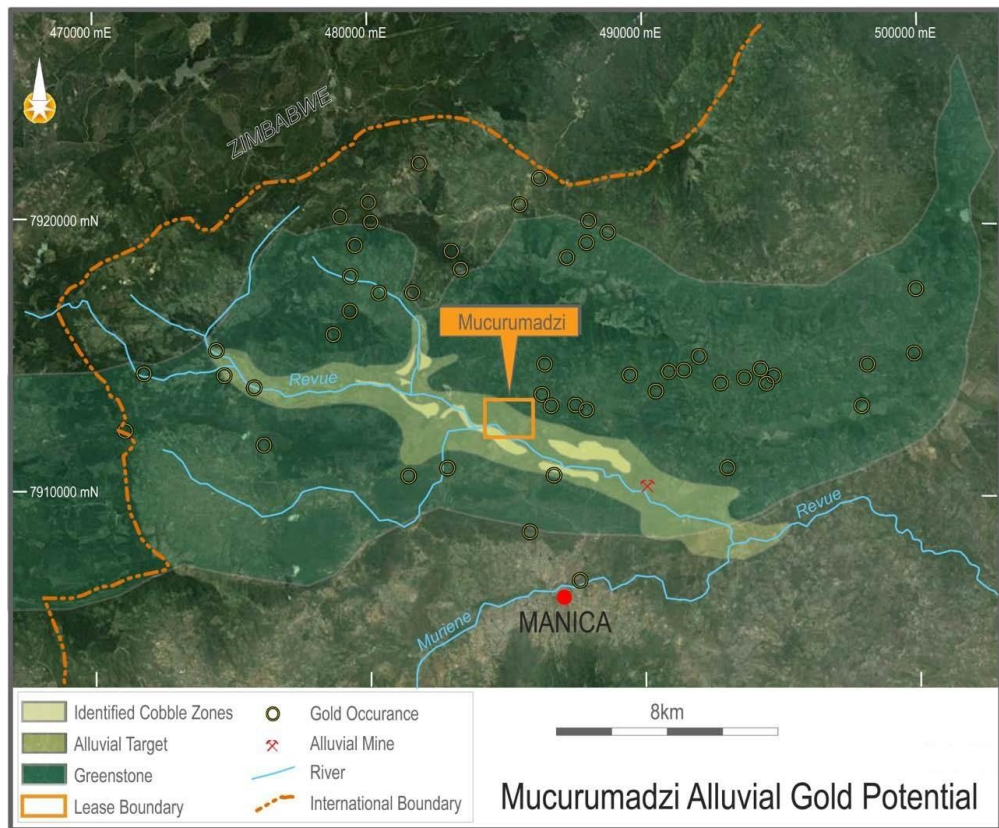 470000 mE
480000 mE
490000 mE
500000 mE
ZIMBABWE
7920000 mN
Mucurumadzi
Revue
7910000 mN
Revue
Muriene
MANICA
Identified Cobble Zones
Alluvial Target
Greenstone
Lease Boundary
Gold Occurance
Alluvial Mine
River
International Boundary
8km
Mucurumadzi Alluvial Gold Potential